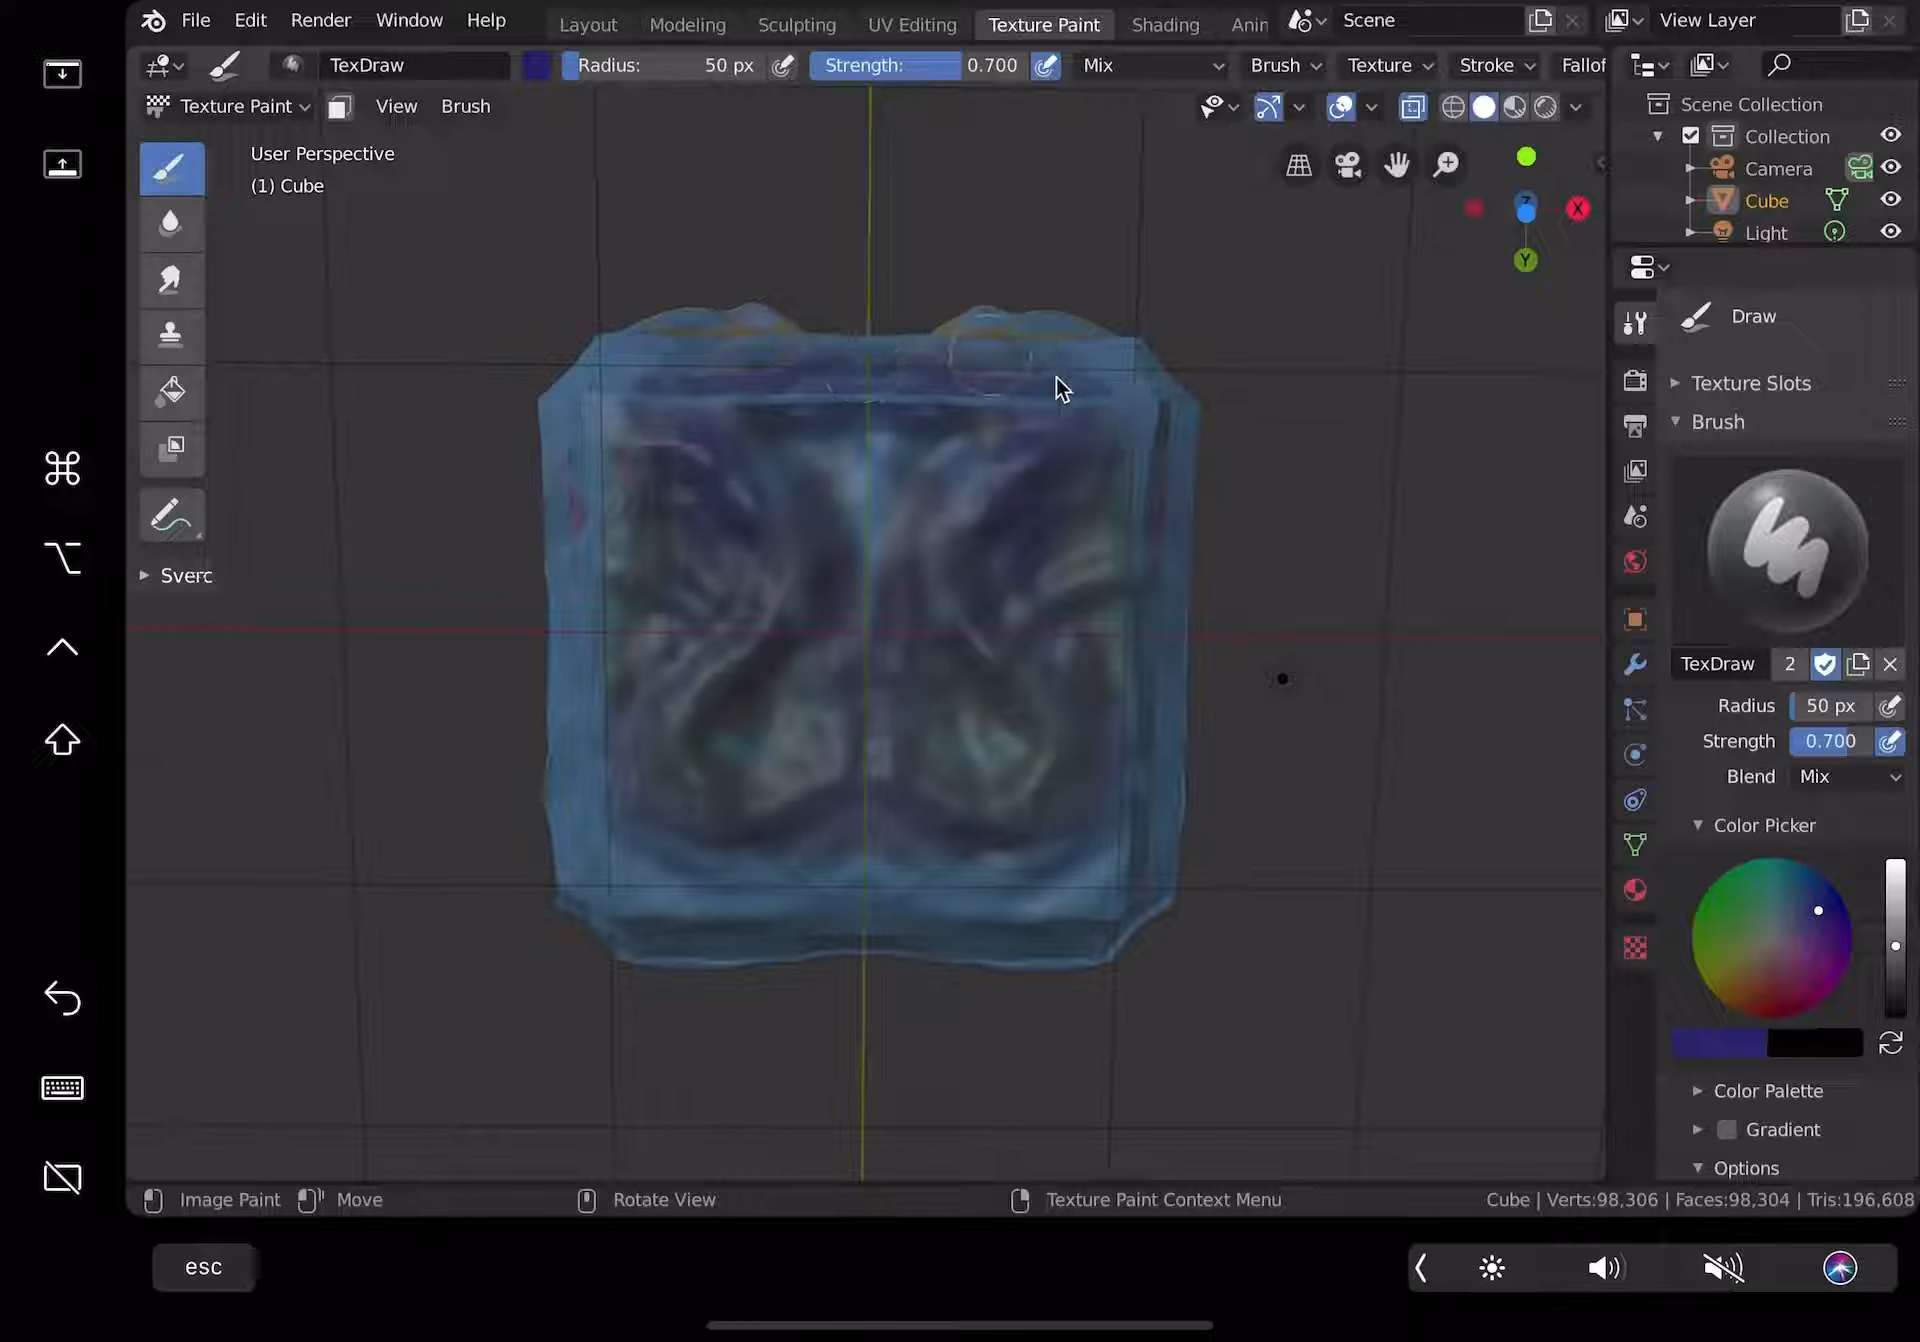 File Edit Render Window Help Layout Modeling Sculpting UV Editing Texture Paint Shading Anin Scene View Layer
TexDraw Radius: 50 px Strength: 0.700 Mix Brush Texture Stroke Fallof
Texture Paint View Brush
User Perspective
(1) Cube
Sverc
X
Z
Y
Scene Collection
Collection
Camera
Cube
Light
Draw
Texture Slots
Brush
TexDraw 2
Radius 50 px
Strength 0.700
Blend Mix
Color Picker
Color Palette
Gradient
Options
Image Paint Move Rotate View Texture Paint Context Menu Cube | Verts:98,306 | Faces:98,304 | Tris:196,608
esc